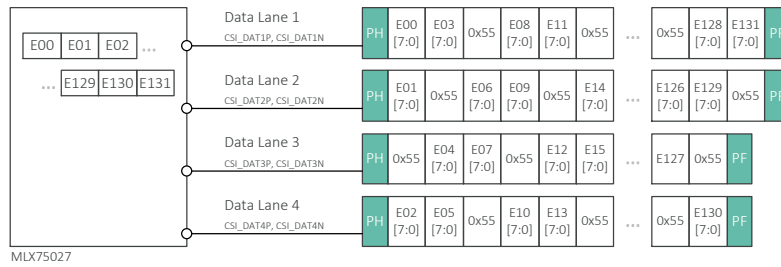 E00 E01 E02 ...
... E129 E130 E131
MLX75027
Data Lane 1
CSI_DAT1P, CSI_DAT1N
PH E00 [7:0] E03 [7:0] 0x55 E08 [7:0] E11 [7:0] 0x55 ... 0x55 E128 [7:0] E131 [7:0] PF
Data Lane 2
CSI_DAT2P, CSI_DAT2N
PH E01 [7:0] 0x55 E06 [7:0] E09 [7:0] 0x55 E14 [7:0] ... E126 [7:0] E129 [7:0] 0x55 PF
Data Lane 3
CSI_DAT3P, CSI_DAT3N
PH 0x55 E04 [7:0] E07 [7:0] 0x55 E12 [7:0] E15 [7:0] ... E127 0x55 PF
Data Lane 4
CSI_DAT4P, CSI_DAT4N
PH E02 [7:0] E05 [7:0] 0x55 E10 [7:0] E13 [7:0] 0x55 ... 0x55 E130 [7:0] PF